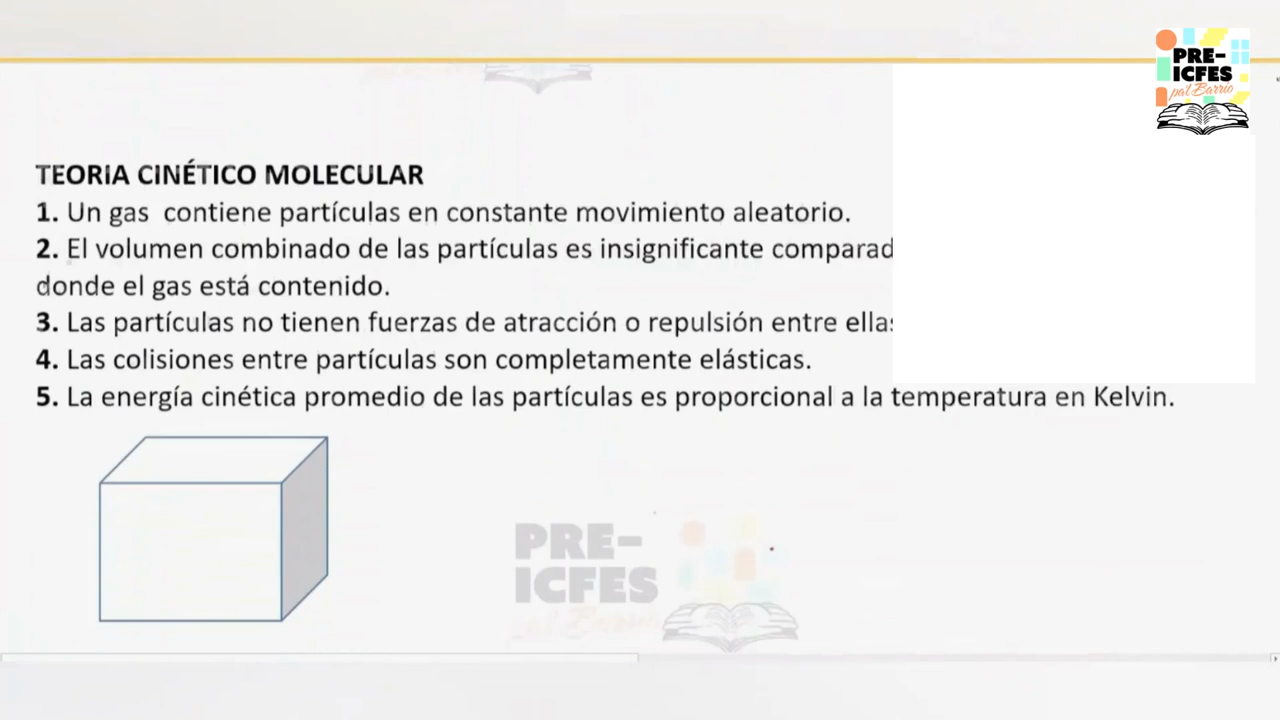 PRE-
ICFES
pa'l Barrio
TEORIA CINÉTICO MOLECULAR
1. Un gas contiene partículas en constante movimiento aleatorio.
2. El volumen combinado de las partículas es insignificante comparad
donde el gas está contenido.
3. Las partículas no tienen fuerzas de atracción o repulsión entre ellas
4. Las colisiones entre partículas son completamente elásticas.
5. La energía cinética promedio de las partículas es proporcional a la temperatura en Kelvin.
PRE-
ICFES
pa'l Barrio